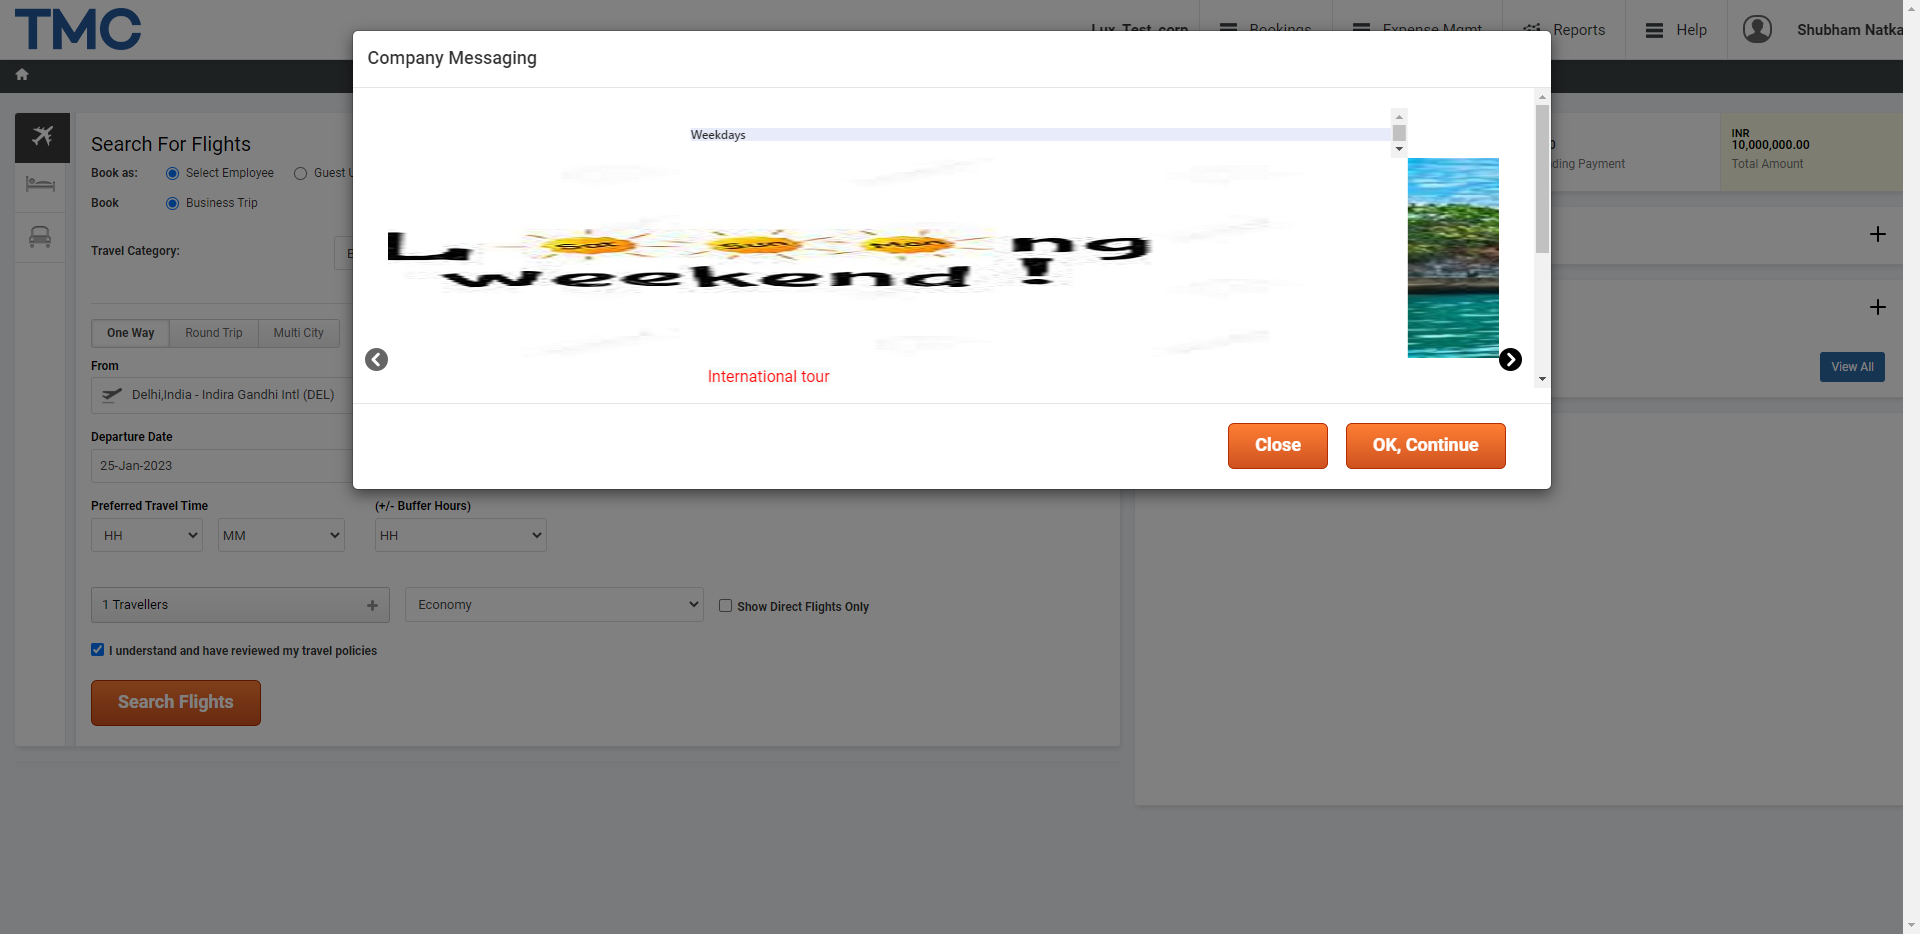 TMC
Lux_Test_corp
Bookings
Expense Mgmt
Reports
Help
Shubham Natka
Company Messaging
Weekdays
Sat Sun Mon ng
weekend !
International tour
Close
OK, Continue
Search For Flights
Book as:
Select Employee
Guest U
Book
Business Trip
Travel Category:
B
One Way
Round Trip
Multi City
From
Delhi,India - Indira Gandhi Intl (DEL)
Departure Date
25-Jan-2023
Preferred Travel Time
(+/- Buffer Hours)
HH
MM
HH
1 Travellers
Economy
Show Direct Flights Only
I understand and have reviewed my travel policies
Search Flights
0
ding Payment
INR
10,000,000.00
Total Amount
View All